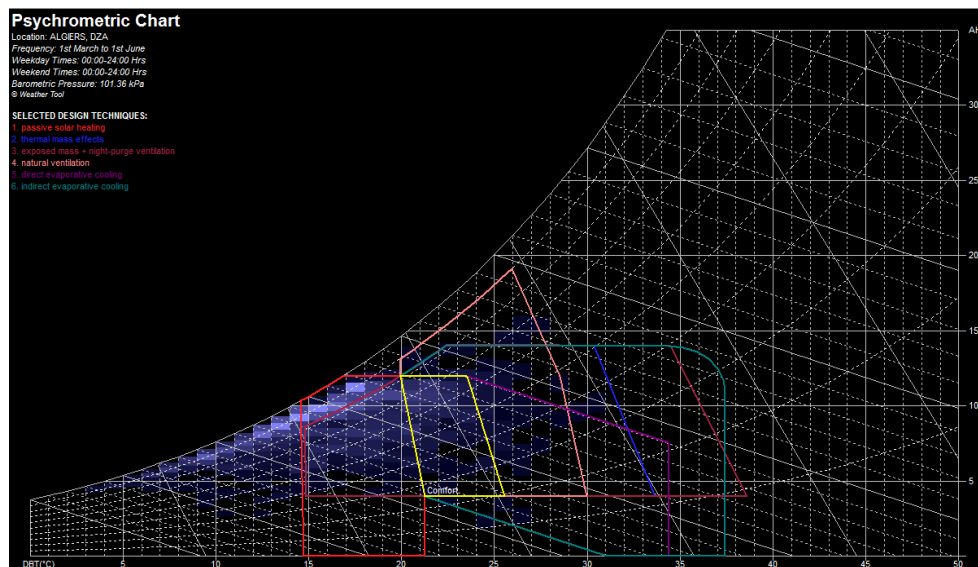 Psychrometric Chart
Location: ALGIERS, DZA
Frequency: 1st March to 1st June
Weekday Times: 00:00-24:00 Hrs
Weekend Times: 00:00-24:00 Hrs
Barometric Pressure: 101.36 kPa
© Weather Tool
SELECTED DESIGN TECHNIQUES:
1. passive solar heating
2. thermal mass effects
3. exposed mass + night-purge ventilation
4. natural ventilation
5. direct evaporative cooling
6. indirect evaporative cooling
AH
30
25
20
15
10
5
Comfort
DBT(°C) 5 10 15 20 25 30 35 40 45 50